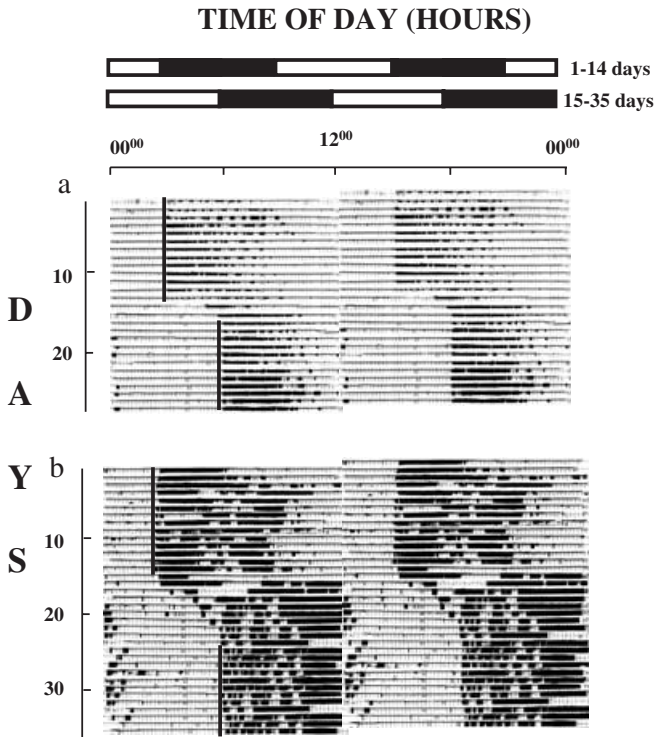 TIME OF DAY (HOURS)
1-14 days
15-35 days
00⁰⁰ 12⁰⁰ 00⁰⁰
a
10
D
20
A
Y b
10
S
20
30